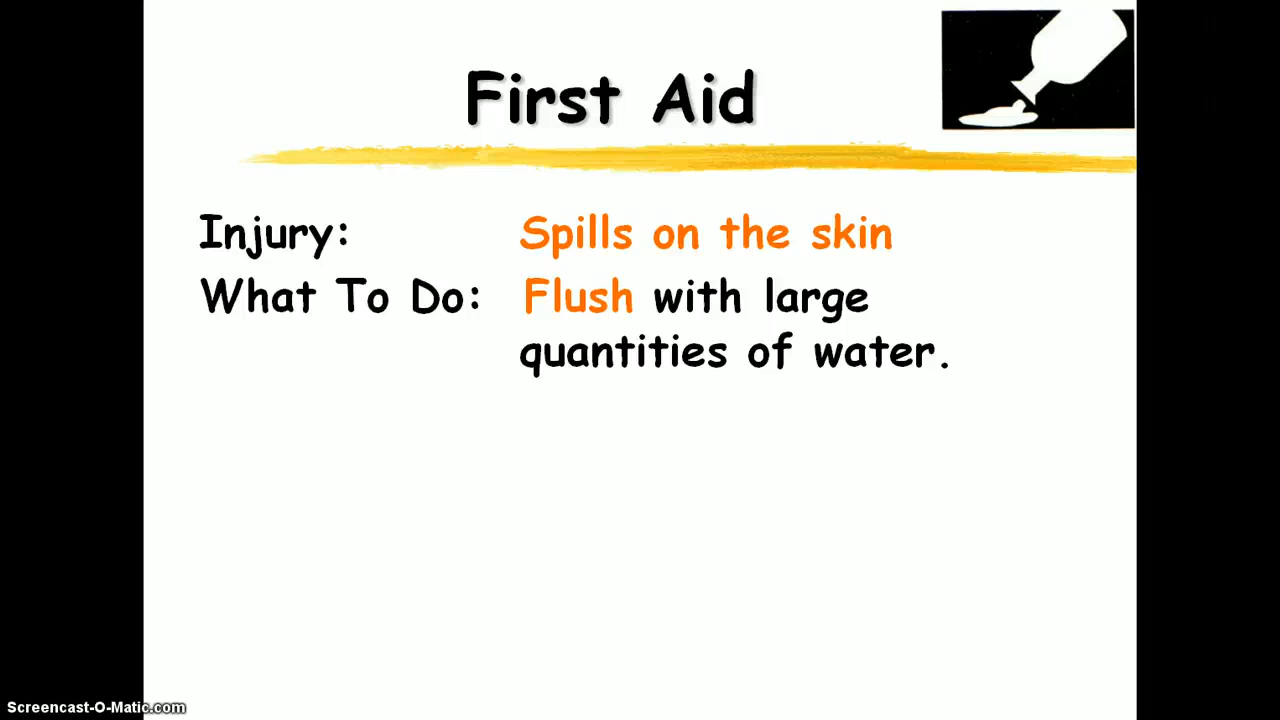 First Aid
Injury: Spills on the skin
What To Do: Flush with large
quantities of water.
Screencast-O-Matic.com